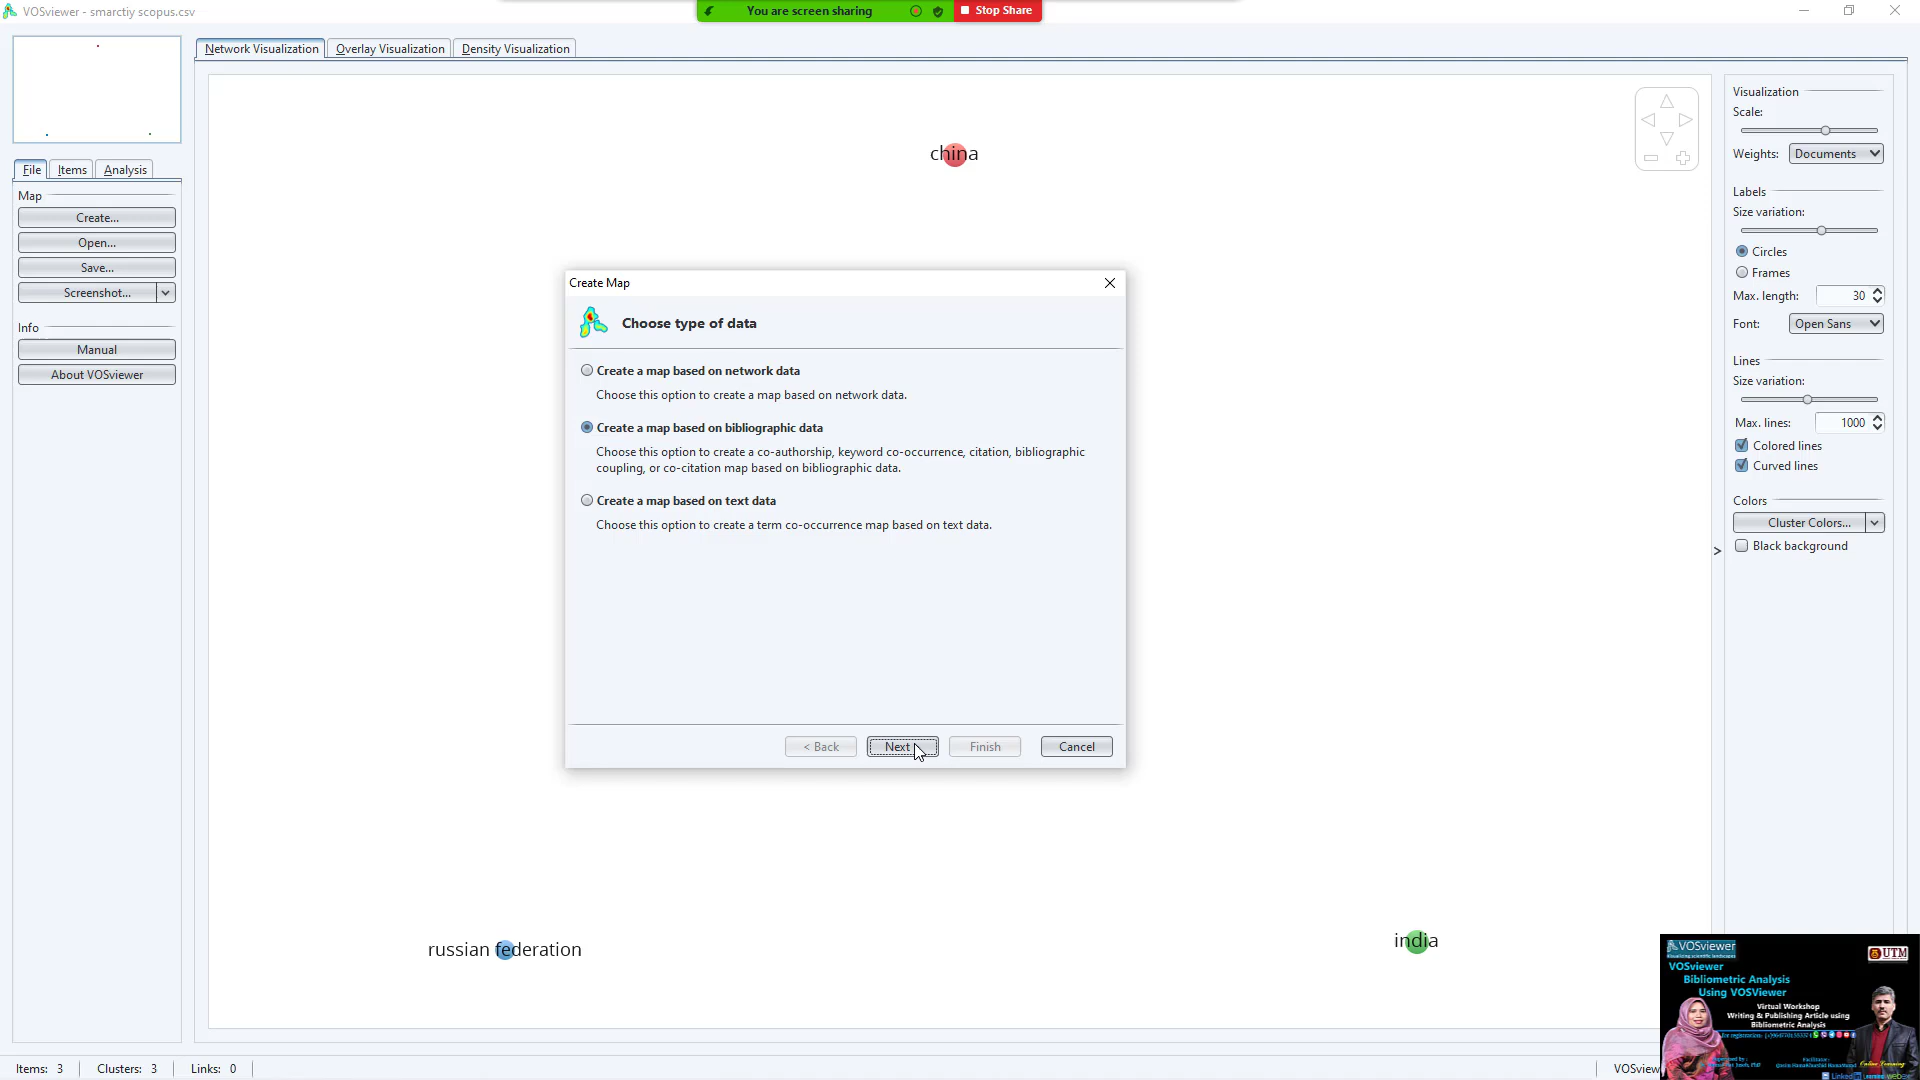 VOSviewer - smarctiy scopus.csv
You are screen sharing
Stop Share
Network Visualization
Overlay Visualization
Density Visualization
File
Items
Analysis
Map
Create...
Open...
Save...
Screenshot...
Info
Manual
About VOSviewer
china
russian federation
india
Create Map
Choose type of data
Create a map based on network data
Choose this option to create a map based on network data.
Create a map based on bibliographic data
Choose this option to create a co-authorship, keyword co-occurrence, citation, bibliographic
coupling, or co-citation map based on bibliographic data.
Create a map based on text data
Choose this option to create a term co-occurrence map based on text data.
< Back
Next
Finish
Cancel
Visualization
Scale:
Weights: Documents
Labels
Size variation:
Circles
Frames
Max. length: 30
Font: Open Sans
Lines
Size variation:
Max. lines: 1000
Colored lines
Curved lines
Colors
Cluster Colors...
Black background
>
Items: 3
Clusters: 3
Links: 0
VOSview
VOSviewer
UTM
VOSviewer
Bibliometric Analysis
Using VOSViewer
Virtual Workshop
Writing & Publishing Article using
Bibliometric Analysis